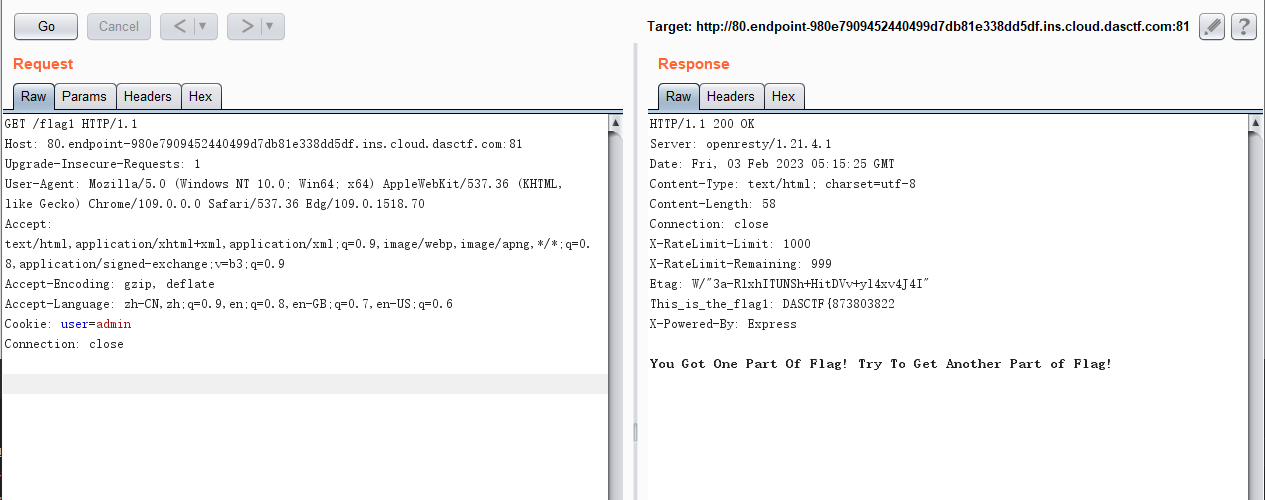 Go Cancel < > Target: http://80.endpoint-980e7909452440499d7db81e338dd5df.ins.cloud.dasctf.com:81 ?
Request
Raw Params Headers Hex
GET /flag1 HTTP/1.1
Host: 80.endpoint-980e7909452440499d7db81e338dd5df.ins.cloud.dasctf.com:81
Upgrade-Insecure-Requests: 1
User-Agent: Mozilla/5.0 (Windows NT 10.0; Win64; x64) AppleWebKit/537.36 (KHTML,
like Gecko) Chrome/109.0.0.0 Safari/537.36 Edg/109.0.1518.70
Accept:
text/html,application/xhtml+xml,application/xml;q=0.9,image/webp,image/apng,*/*;q=0.
8,application/signed-exchange;v=b3;q=0.9
Accept-Encoding: gzip, deflate
Accept-Language: zh-CN,zh;q=0.9,en;q=0.8,en-GB;q=0.7,en-US;q=0.6
Cookie: user=admin
Connection: close
Response
Raw Headers Hex
HTTP/1.1 200 OK
Server: openresty/1.21.4.1
Date: Fri, 03 Feb 2023 05:15:25 GMT
Content-Type: text/html; charset=utf-8
Content-Length: 58
Connection: close
X-RateLimit-Limit: 1000
X-RateLimit-Remaining: 999
Etag: W/"3a-RlxhITUNSh+HitDVv+yl4xv4J4I"
This_is_the_flag1: DASCTF{873803822
X-Powered-By: Express
You Got One Part Of Flag! Try To Get Another Part of Flag!